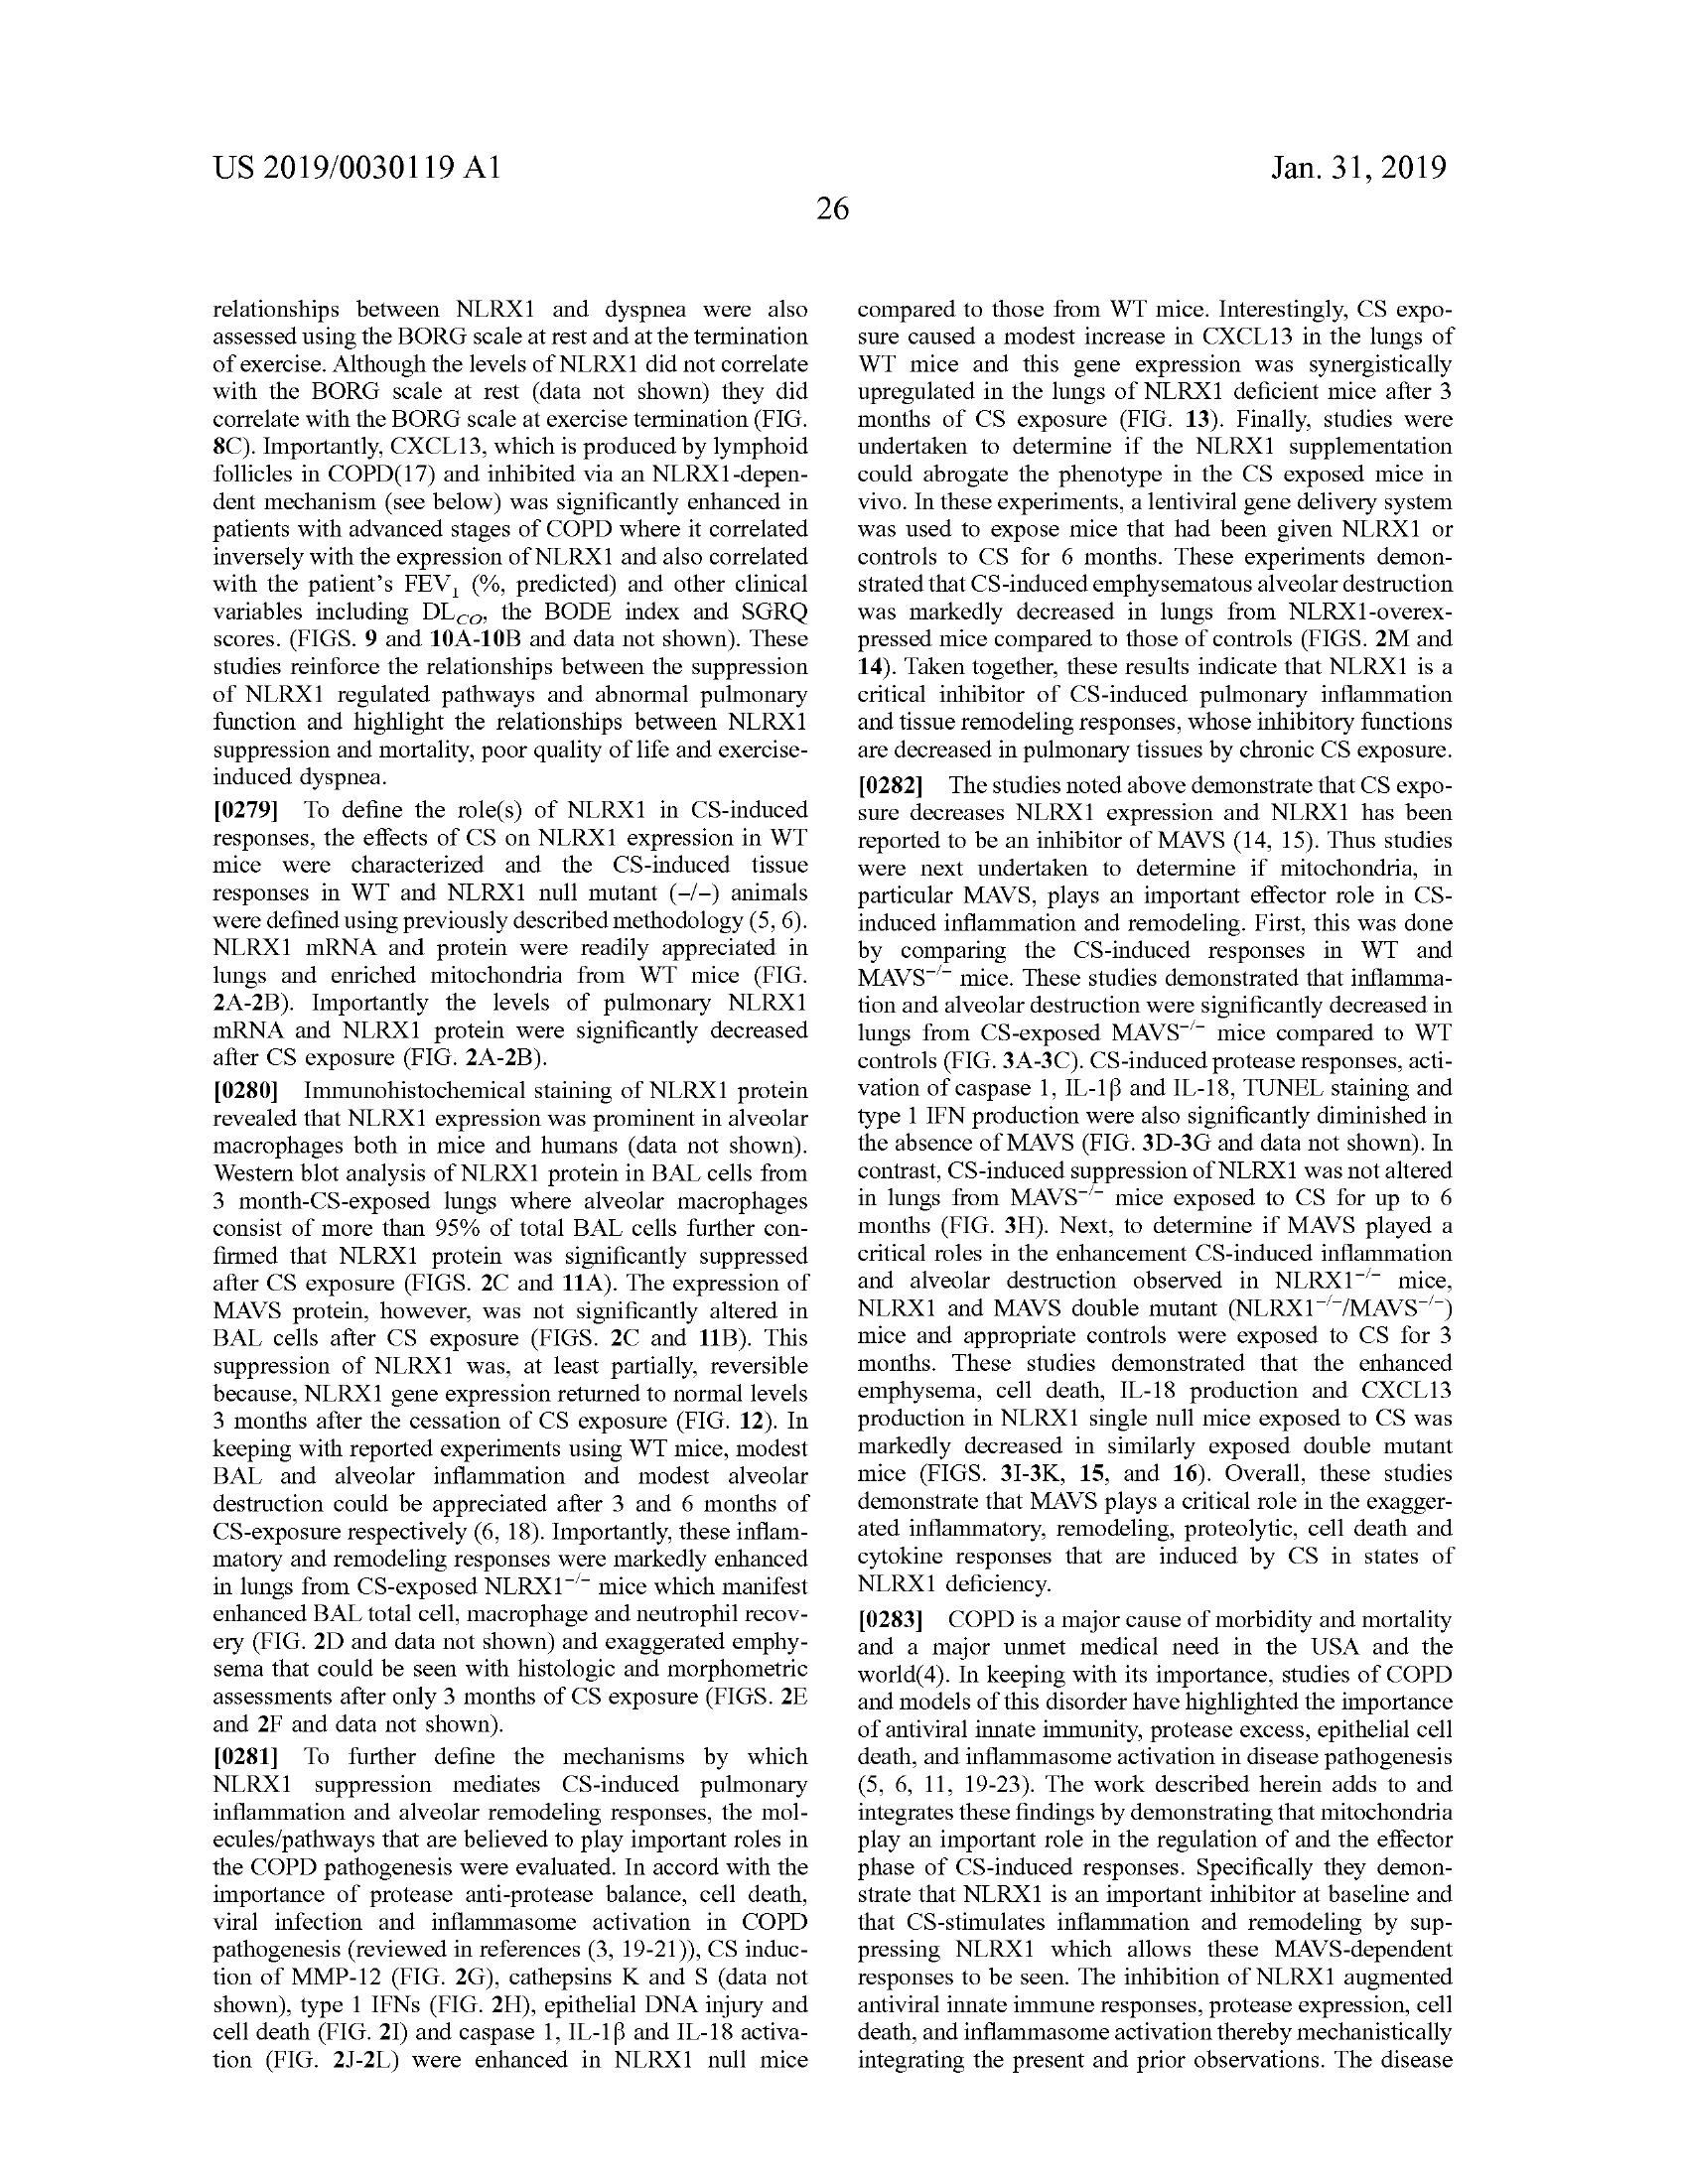 US 2019/0030119 A1
Jan. 31, 2019
26
relationships between NLRX1 and dyspnea were also
assessed using the BORG scale at rest and at the termination
of exercise. Although the levels of NLRX1 did not correlate
with the BORG scale at rest (data not shown) they did
correlate with the BORG scale at exercise termination (FIG.
8C). Importantly, CXCL13, which is produced by lymphoid
follicles in COPD(17) and inhibited via an NLRX1-depen-
dent mechanism (see below) was significantly enhanced in
patients with advanced stages of COPD where it correlated
inversely with the expression of NLRX1 and also correlated
with the patient’s FEV₁ (%, predicted) and other clinical
variables including DL_CO, the BODE index and SGRQ
scores. (FIGS. 9 and 10A-10B and data not shown). These
studies reinforce the relationships between the suppression
of NLRX1 regulated pathways and abnormal pulmonary
function and highlight the relationships between NLRX1
suppression and mortality, poor quality of life and exercise-
induced dyspnea.
[0279] To define the role(s) of NLRX1 in CS-induced
responses, the effects of CS on NLRX1 expression in WT
mice were characterized and the CS-induced tissue
responses in WT and NLRX1 null mutant (−/−) animals
were defined using previously described methodology (5, 6).
NLRX1 mRNA and protein were readily appreciated in
lungs and enriched mitochondria from WT mice (FIG.
2A-2B). Importantly the levels of pulmonary NLRX1
mRNA and NLRX1 protein were significantly decreased
after CS exposure (FIG. 2A-2B).
[0280] Immunohistochemical staining of NLRX1 protein
revealed that NLRX1 expression was prominent in alveolar
macrophages both in mice and humans (data not shown).
Western blot analysis of NLRX1 protein in BAL cells from
3 month-CS-exposed lungs where alveolar macrophages
consist of more than 95% of total BAL cells further con-
firmed that NLRX1 protein was significantly suppressed
after CS exposure (FIGS. 2C and 11A). The expression of
MAVS protein, however, was not significantly altered in
BAL cells after CS exposure (FIGS. 2C and 11B). This
suppression of NLRX1 was, at least partially, reversible
because, NLRX1 gene expression returned to normal levels
3 months after the cessation of CS exposure (FIG. 12). In
keeping with reported experiments using WT mice, modest
BAL and alveolar inflammation and modest alveolar
destruction could be appreciated after 3 and 6 months of
CS-exposure respectively (6, 18). Importantly, these inflam-
matory and remodeling responses were markedly enhanced
in lungs from CS-exposed NLRX1⁻/⁻ mice which manifest
enhanced BAL total cell, macrophage and neutrophil recov-
ery (FIG. 2D and data not shown) and exaggerated emphy-
sema that could be seen with histologic and morphometric
assessments after only 3 months of CS exposure (FIGS. 2E
and 2F and data not shown).
[0281] To further define the mechanisms by which
NLRX1 suppression mediates CS-induced pulmonary
inflammation and alveolar remodeling responses, the mol-
ecules/pathways that are believed to play important roles in
the COPD pathogenesis were evaluated. In accord with the
importance of protease anti-protease balance, cell death,
viral infection and inflammasome activation in COPD
pathogenesis (reviewed in references (3, 19-21)), CS induc-
tion of MMP-12 (FIG. 2G), cathepsins K and S (data not
shown), type 1 IFNs (FIG. 2H), epithelial DNA injury and
cell death (FIG. 2I) and caspase 1, IL-1β and IL-18 activa-
tion (FIG. 2J-2L) were enhanced in NLRX1 null mice
compared to those from WT mice. Interestingly, CS expo-
sure caused a modest increase in CXCL13 in the lungs of
WT mice and this gene expression was synergistically
upregulated in the lungs of NLRX1 deficient mice after 3
months of CS exposure (FIG. 13). Finally, studies were
undertaken to determine if the NLRX1 supplementation
could abrogate the phenotype in the CS exposed mice in
vivo. In these experiments, a lentiviral gene delivery system
was used to expose mice that had been given NLRX1 or
controls to CS for 6 months. These experiments demon-
strated that CS-induced emphysematous alveolar destruction
was markedly decreased in lungs from NLRX1-overex-
pressed mice compared to those of controls (FIGS. 2M and
14). Taken together, these results indicate that NLRX1 is a
critical inhibitor of CS-induced pulmonary inflammation
and tissue remodeling responses, whose inhibitory functions
are decreased in pulmonary tissues by chronic CS exposure.
[0282] The studies noted above demonstrate that CS expo-
sure decreases NLRX1 expression and NLRX1 has been
reported to be an inhibitor of MAVS (14, 15). Thus studies
were next undertaken to determine if mitochondria, in
particular MAVS, plays an important effector role in CS-
induced inflammation and remodeling. First, this was done
by comparing the CS-induced responses in WT and
MAVS⁻/⁻ mice. These studies demonstrated that inflamma-
tion and alveolar destruction were significantly decreased in
lungs from CS-exposed MAVS⁻/⁻ mice compared to WT
controls (FIG. 3A-3C). CS-induced protease responses, acti-
vation of caspase 1, IL-1β and IL-18, TUNEL staining and
type 1 IFN production were also significantly diminished in
the absence of MAVS (FIG. 3D-3G and data not shown). In
contrast, CS-induced suppression of NLRX1 was not altered
in lungs from MAVS⁻/⁻ mice exposed to CS for up to 6
months (FIG. 3H). Next, to determine if MAVS played a
critical roles in the enhancement CS-induced inflammation
and alveolar destruction observed in NLRX1⁻/⁻ mice,
NLRX1 and MAVS double mutant (NLRX1⁻/⁻/MAVS⁻/⁻)
mice and appropriate controls were exposed to CS for 3
months. These studies demonstrated that the enhanced
emphysema, cell death, IL-18 production and CXCL13
production in NLRX1 single null mice exposed to CS was
markedly decreased in similarly exposed double mutant
mice (FIGS. 3I-3K, 15, and 16). Overall, these studies
demonstrate that MAVS plays a critical role in the exagger-
ated inflammatory, remodeling, proteolytic, cell death and
cytokine responses that are induced by CS in states of
NLRX1 deficiency.
[0283] COPD is a major cause of morbidity and mortality
and a major unmet medical need in the USA and the
world(4). In keeping with its importance, studies of COPD
and models of this disorder have highlighted the importance
of antiviral innate immunity, protease excess, epithelial cell
death, and inflammasome activation in disease pathogenesis
(5, 6, 11, 19-23). The work described herein adds to and
integrates these findings by demonstrating that mitochondria
play an important role in the regulation of and the effector
phase of CS-induced responses. Specifically they demon-
strate that NLRX1 is an important inhibitor at baseline and
that CS-stimulates inflammation and remodeling by sup-
pressing NLRX1 which allows these MAVS-dependent
responses to be seen. The inhibition of NLRX1 augmented
antiviral innate immune responses, protease expression, cell
death, and inflammasome activation thereby mechanistically
integrating the present and prior observations. The disease